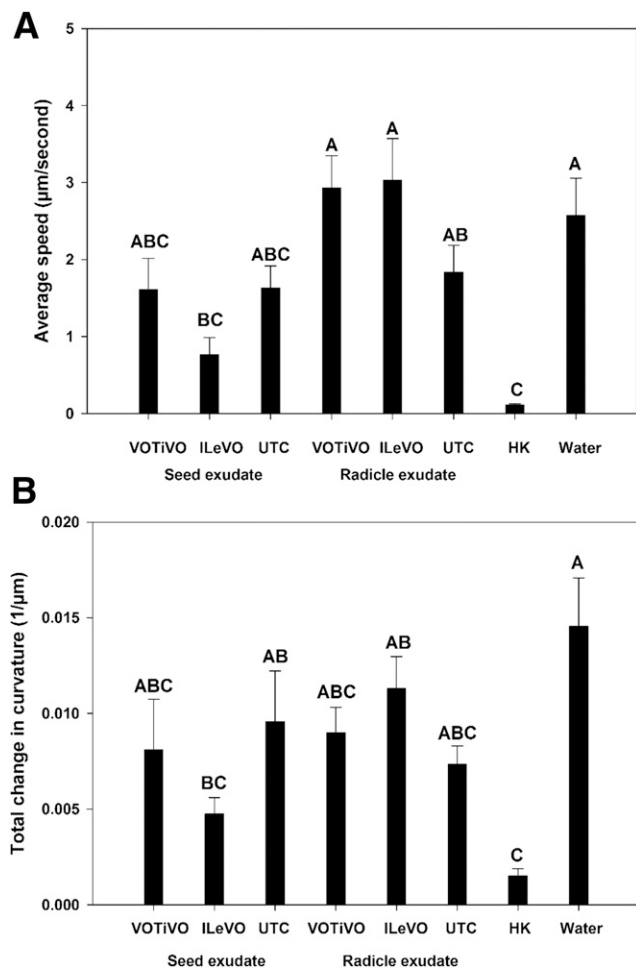 A
Average speed (µm/second)
5
4
3
2
1
0
ABC
BC
ABC
A
A
AB
C
A
VOTiVO ILeVO UTC VOTiVO ILeVO UTC HK Water
Seed exudate Radicle exudate
B
Total change in curvature (1/µm)
0.020
0.015
0.010
0.005
0.000
ABC
BC
AB
ABC
AB
ABC
C
A
VOTiVO ILeVO UTC VOTiVO ILeVO UTC HK Water
Seed exudate Radicle exudate